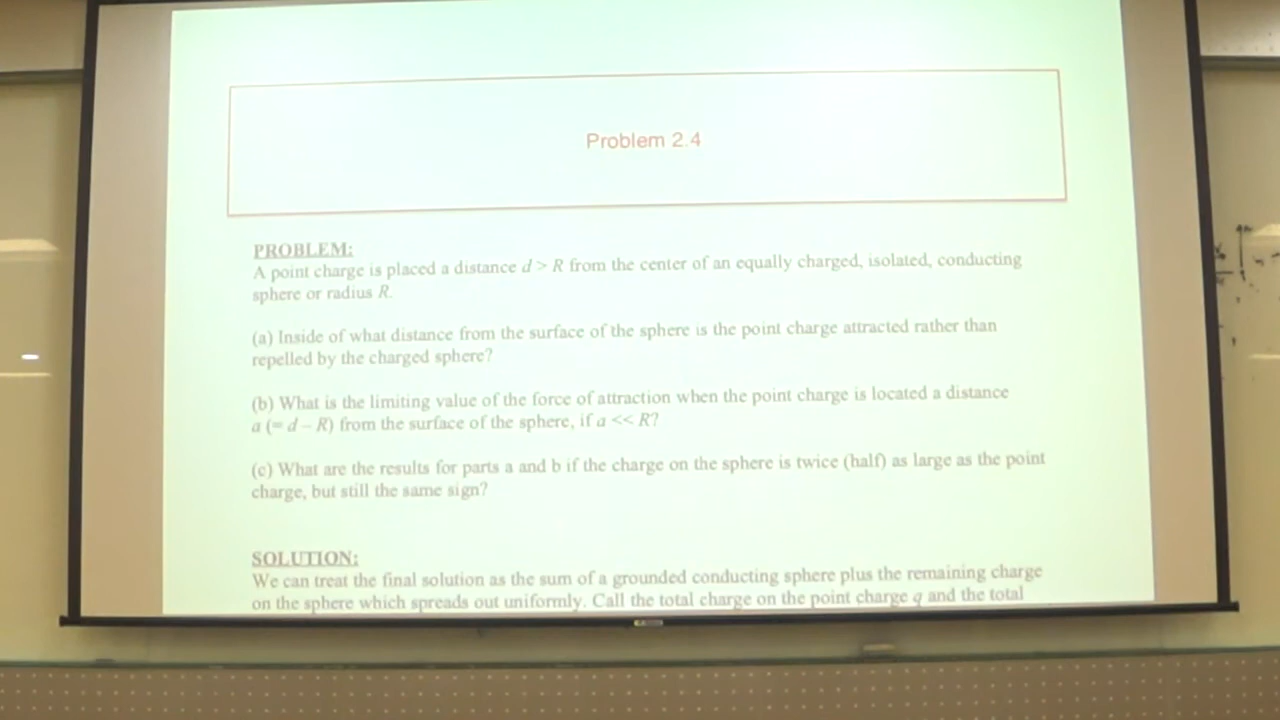 Problem 2.4
PROBLEM:
A point charge is placed a distance d > R from the center of an equally charged, isolated, conducting
sphere or radius R.
(a) Inside of what distance from the surface of the sphere is the point charge attracted rather than
repelled by the charged sphere?
(b) What is the limiting value of the force of attraction when the point charge is located a distance
a (= d – R) from the surface of the sphere, if a << R?
(c) What are the results for parts a and b if the charge on the sphere is twice (half) as large as the point
charge, but still the same sign?
SOLUTION:
We can treat the final solution as the sum of a grounded conducting sphere plus the remaining charge
on the sphere which spreads out uniformly. Call the total charge on the point charge q and the total